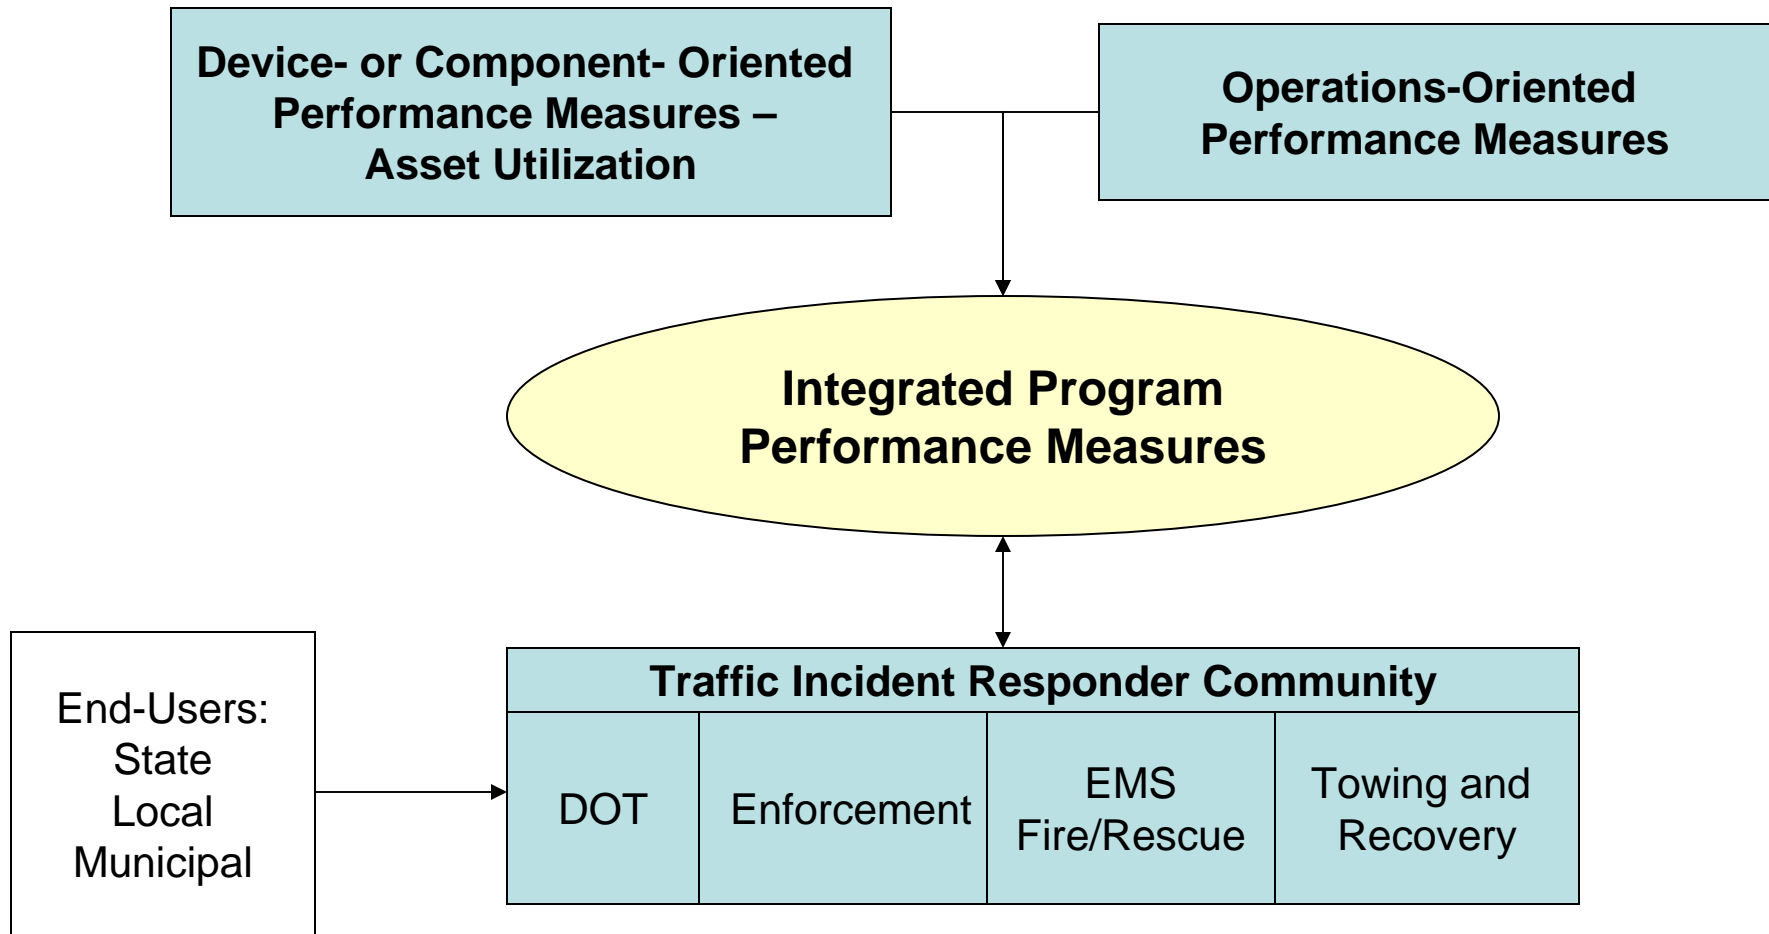 Device- or Component- Oriented
Performance Measures –
Asset Utilization
Operations-Oriented
Performance Measures
Integrated Program
Performance Measures
End-Users:
State
Local
Municipal
Traffic Incident Responder Community
DOT
Enforcement
EMS
Fire/Rescue
Towing and
Recovery